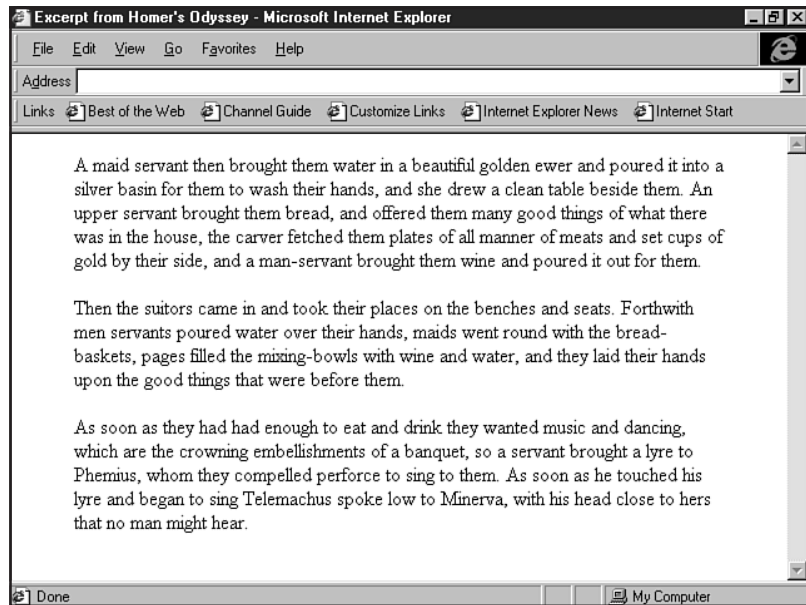 Excerpt from Homer's Odyssey - Microsoft Internet Explorer
File Edit View Go Favorites Help
Address
Links Best of the Web Channel Guide Customize Links Internet Explorer News Internet Start
A maid servant then brought them water in a beautiful golden ewer and poured it into a
silver basin for them to wash their hands, and she drew a clean table beside them. An
upper servant brought them bread, and offered them many good things of what there
was in the house, the carver fetched them plates of all manner of meats and set cups of
gold by their side, and a man-servant brought them wine and poured it out for them.
Then the suitors came in and took their places on the benches and seats. Forthwith
men servants poured water over their hands, maids went round with the bread-
baskets, pages filled the mixing-bowls with wine and water, and they laid their hands
upon the good things that were before them.
As soon as they had had enough to eat and drink they wanted music and dancing,
which are the crowning embellishments of a banquet, so a servant brought a lyre to
Phemius, whom they compelled perforce to sing to them. As soon as he touched his
lyre and began to sing Telemachus spoke low to Minerva, with his head close to hers
that no man might hear.
Done My Computer